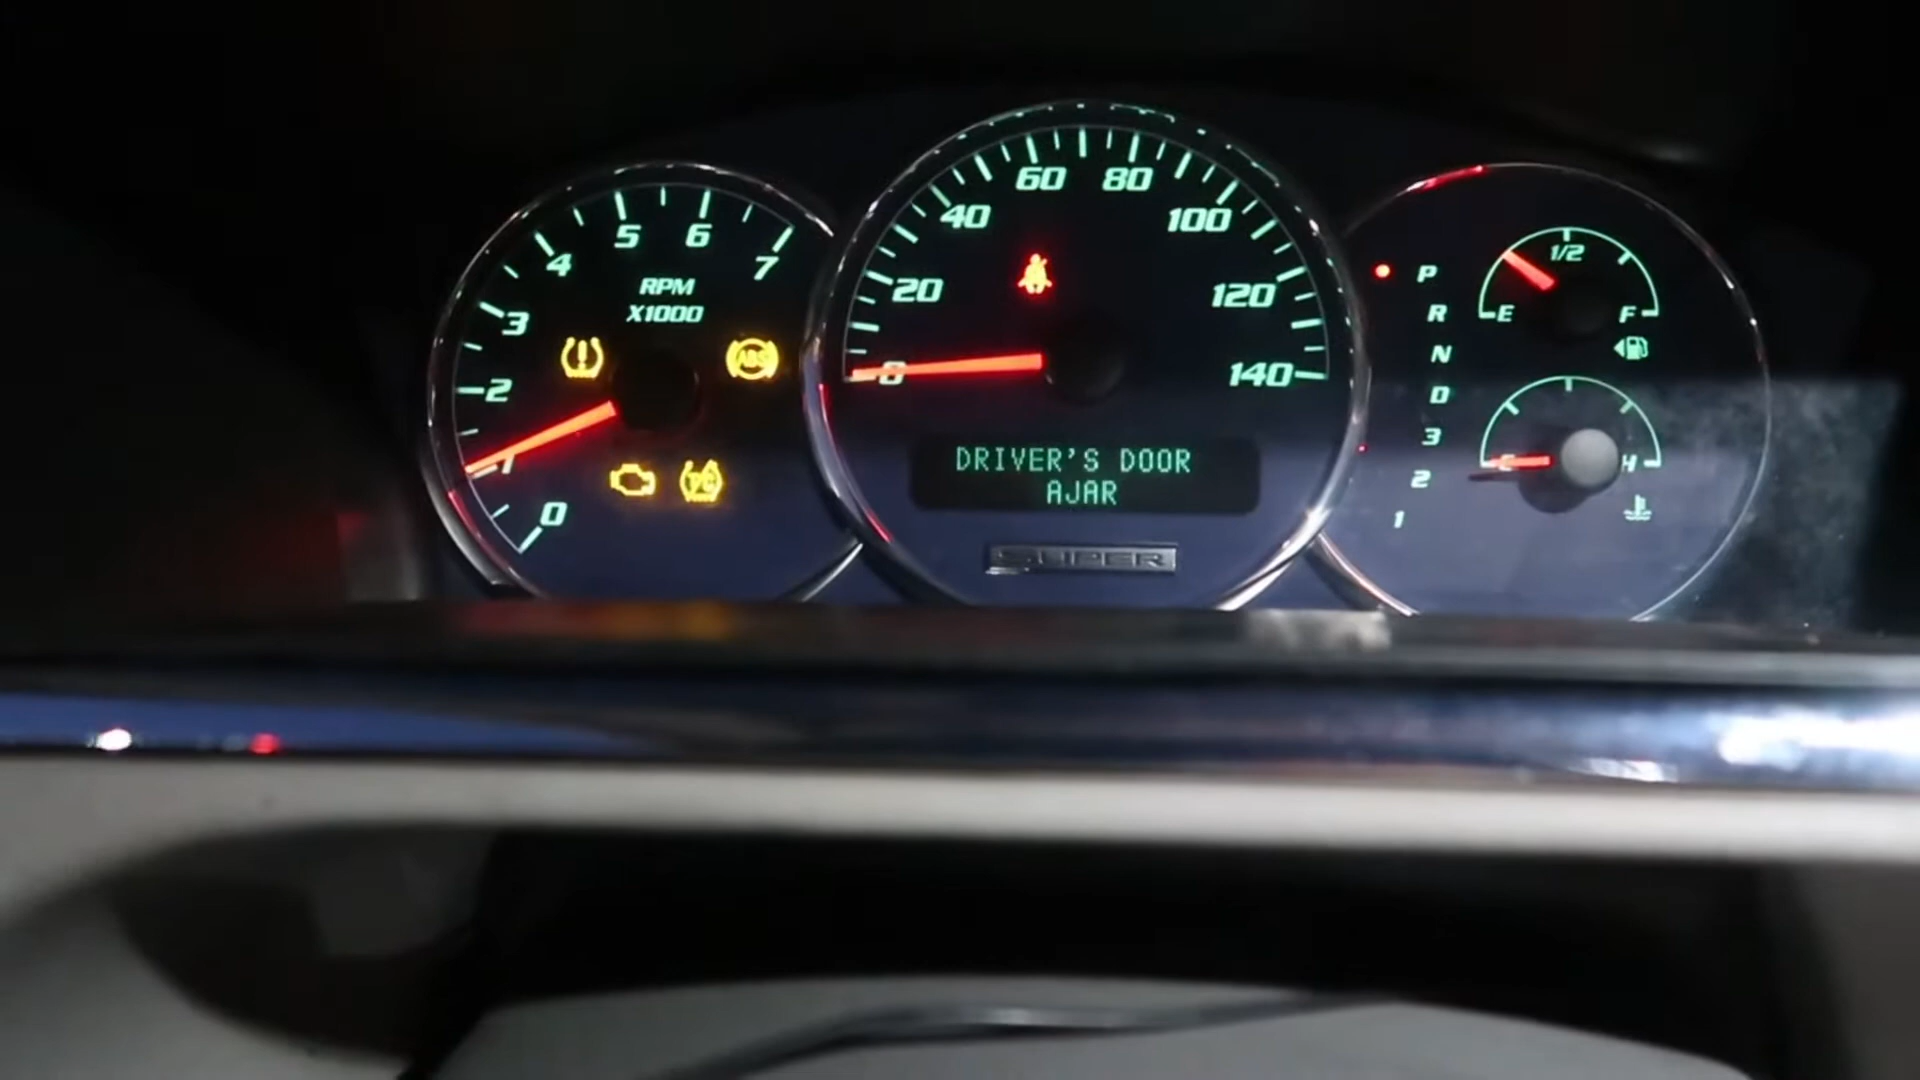 5 6
4 7
RPM
X1000
3
2
1
0
ABS
60 80
40 100
20 120
0 140
DRIVER'S DOOR
AJAR
SUPER
P
R
N
D
3
2
1
1/2
E F
H